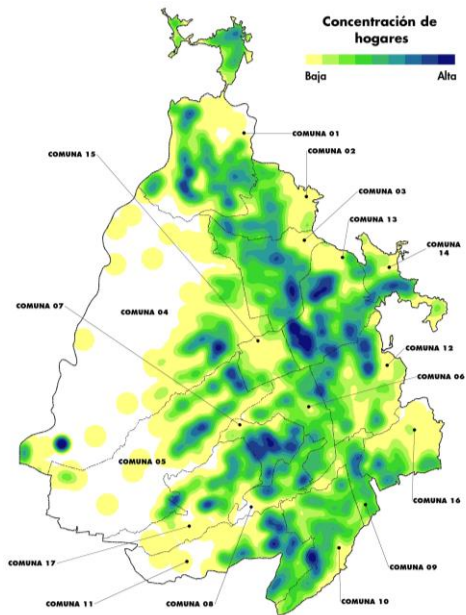 Concentración de
hogares
Baja
Alta
COMUNA 01
COMUNA 15
COMUNA 02
COMUNA 03
COMUNA 13
COMUNA
14
COMUNA 07
COMUNA 04
COMUNA 12
COMUNA 06
COMUNA 05
COMUNA 16
COMUNA 17
COMUNA 09
COMUNA 11
COMUNA 08
COMUNA 10